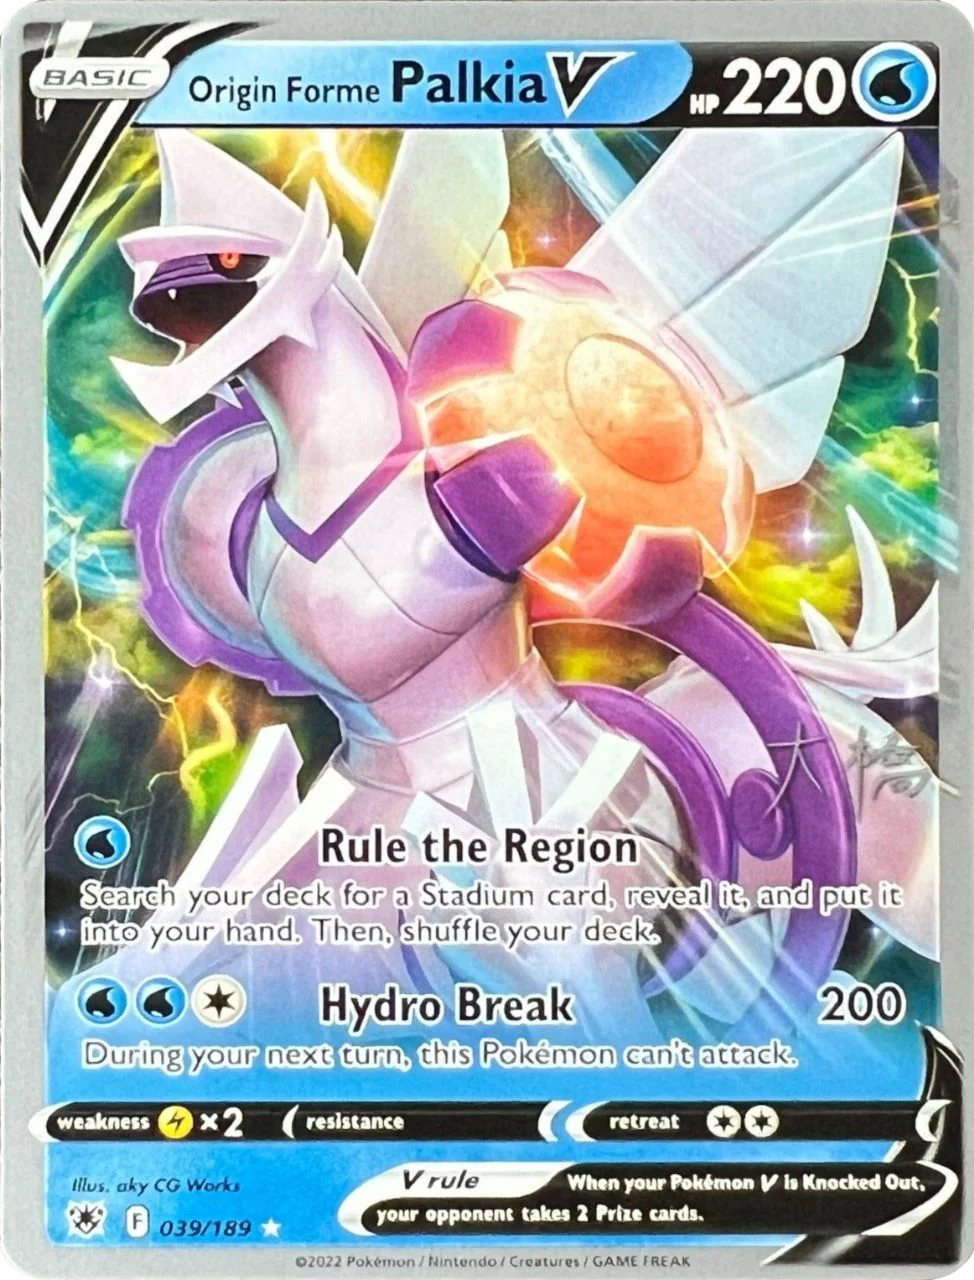 BASIC
Origin Forme Palkia V
HP 220
Rule the Region
Search your deck for a Stadium card, reveal it, and put it
into your hand. Then, shuffle your deck.
Hydro Break 200
During your next turn, this Pokémon can't attack.
weakness ×2 resistance retreat
Illus. aky CG Works
V rule When your Pokémon V is Knocked Out,
your opponent takes 2 Prize cards.
F 039/189 ★
©2022 Pokémon / Nintendo / Creatures / GAME FREAK